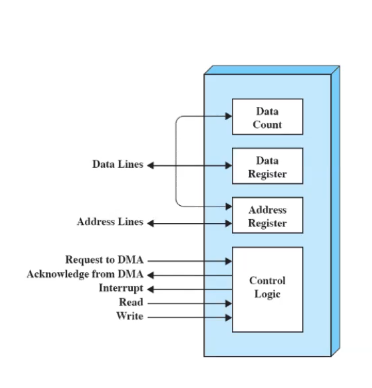 Data
Count
Data Lines
Data
Register
Address Lines
Address
Register
Request to DMA
Acknowledge from DMA
Interrupt
Read
Write
Control
Logic